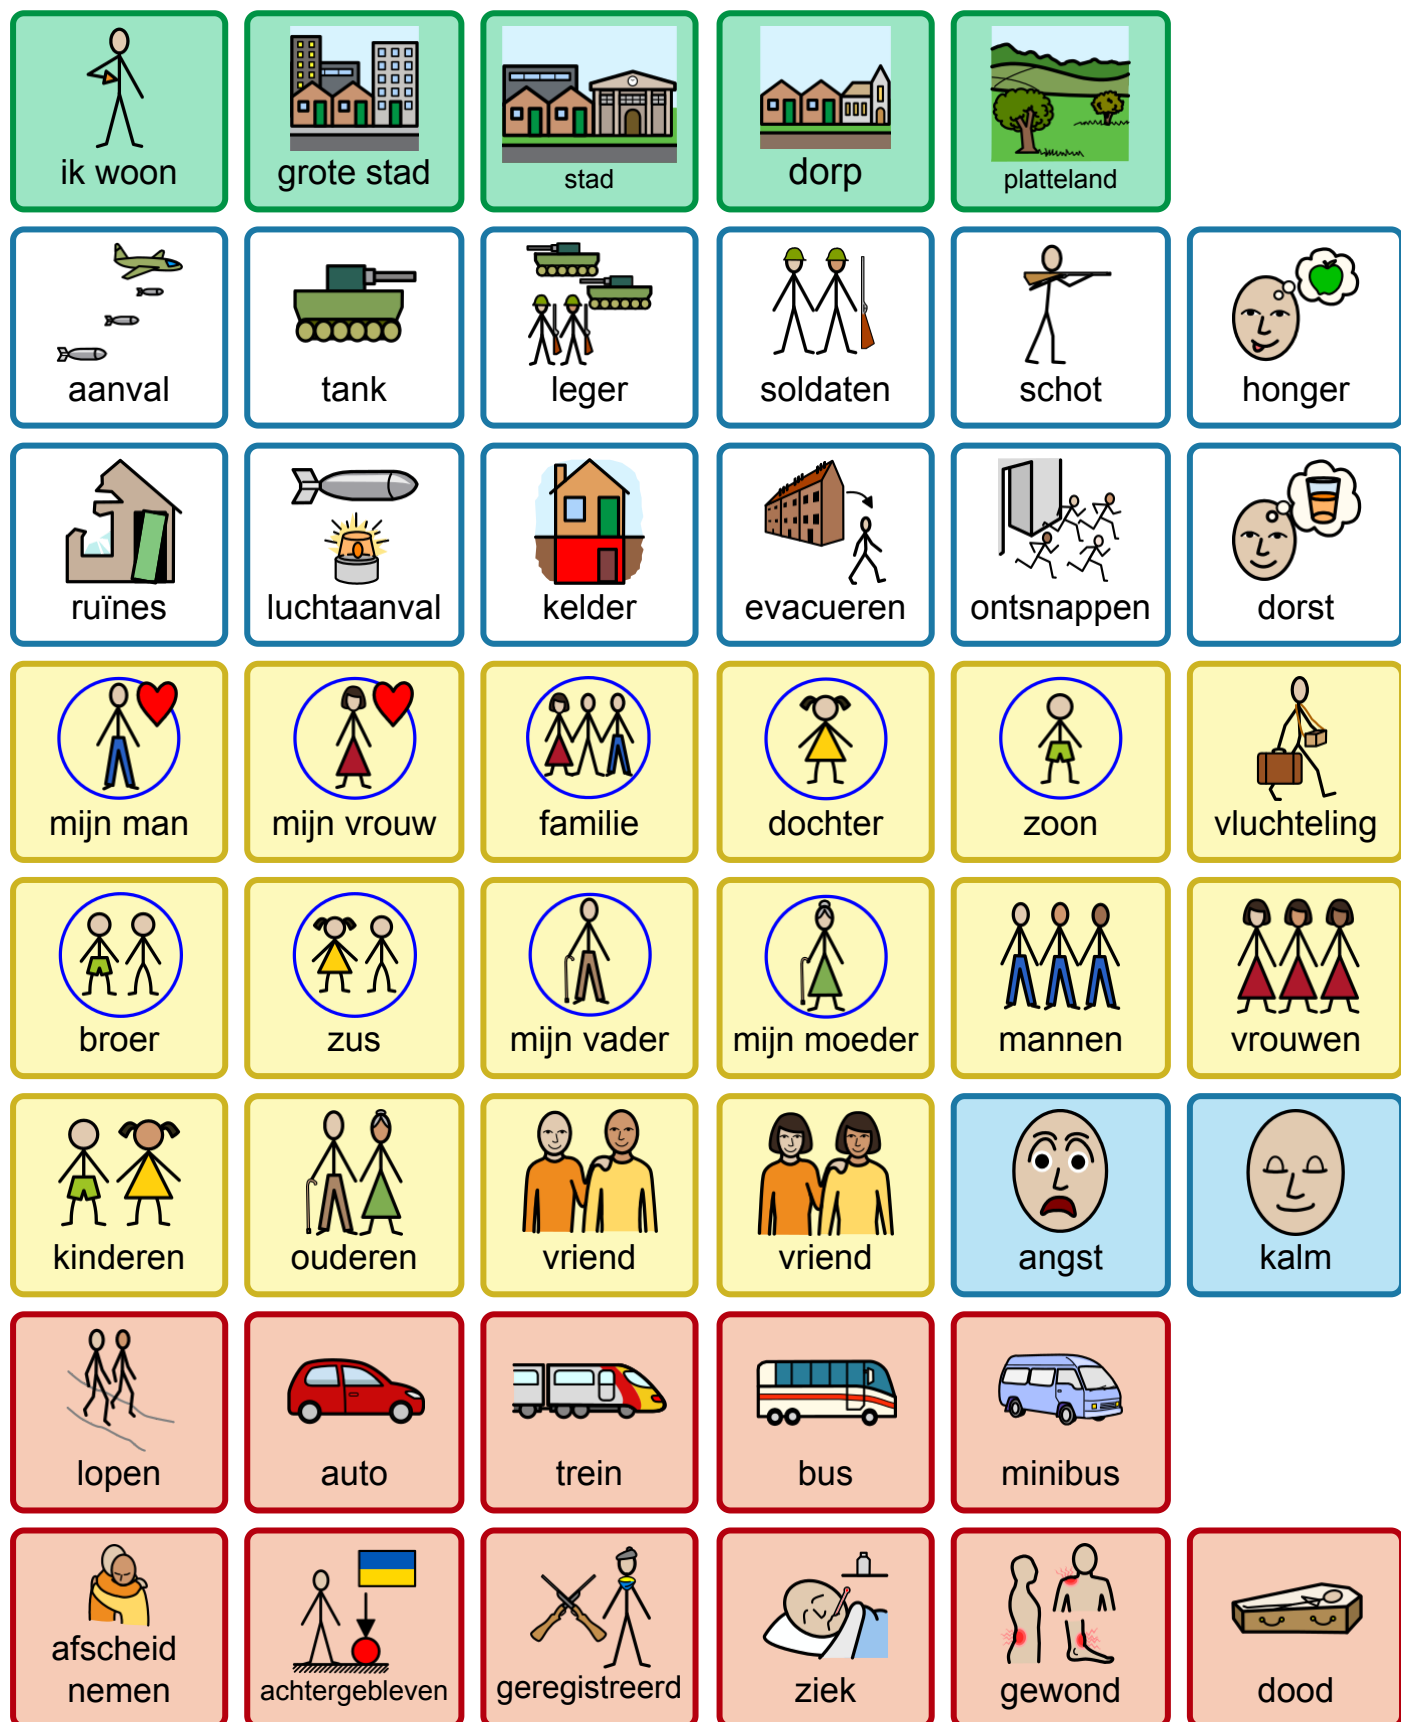 ik woon
grote stad
stad
dorp
platteland
aanval
tank
leger
soldaten
schot
honger
ruïnes
luchtaanval
kelder
evacueren
ontsnappen
dorst
mijn man
mijn vrouw
familie
dochter
zoon
vluchteling
broer
zus
mijn vader
mijn moeder
mannen
vrouwen
kinderen
ouderen
vriend
vriend
angst
kalm
lopen
auto
trein
bus
minibus
afscheid
nemen
achtergebleven
geregistreerd
ziek
gewond
dood